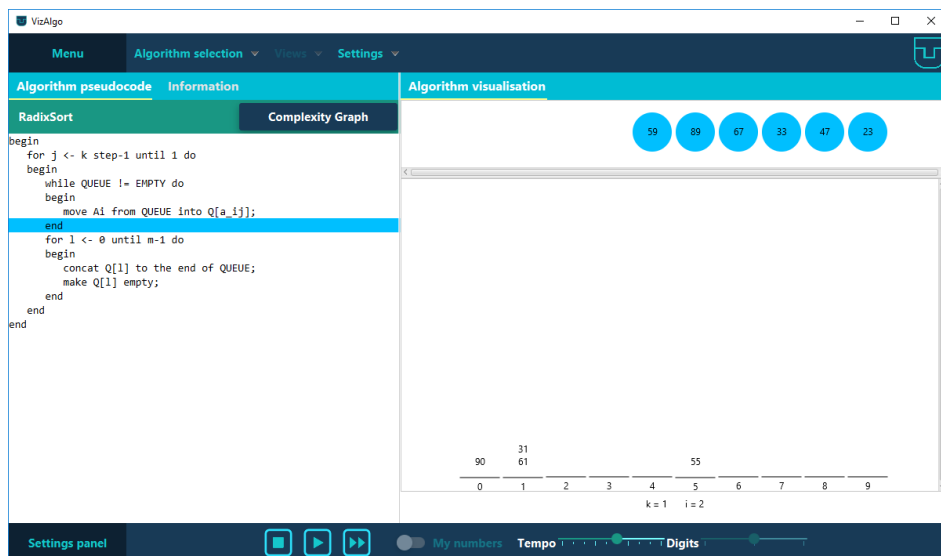 VizAlgo
Menu Algorithm selection Views Settings
Algorithm pseudocode Information Algorithm visualisation
RadixSort Complexity Graph
59 89 67 33 47 23
begin
for j <- k step-1 until 1 do
begin
while QUEUE != EMPTY do
begin
move Ai from QUEUE into Q[a_ij];
end
for l <- 0 until m-1 do
begin
concat Q[l] to the end of QUEUE;
make Q[l] empty;
end
end
end
31
90 61 55
0 1 2 3 4 5 6 7 8 9
k = 1 i = 2
Settings panel My numbers Tempo Digits